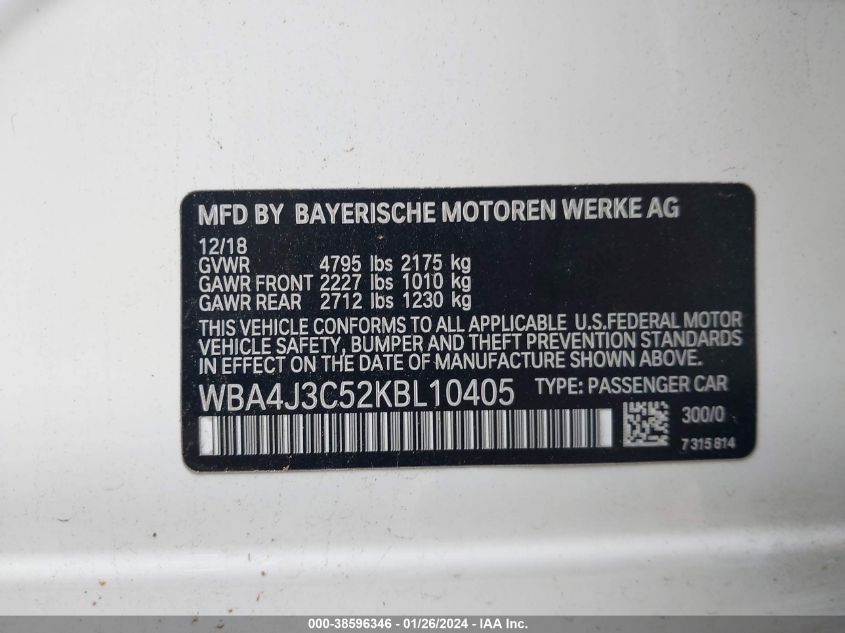 MFD BY BAYERISCHE MOTOREN WERKE AG
12/18
GVWR 4795 lbs 2175 kg
GAWR FRONT 2227 lbs 1010 kg
GAWR REAR 2712 lbs 1230 kg
THIS VEHICLE CONFORMS TO ALL APPLICABLE U.S.FEDERAL MOTOR
VEHICLE SAFETY, BUMPER AND THEFT PREVENTION STANDARDS
IN EFFECT ON THE DATE OF MANUFACTURE SHOWN ABOVE.
WBA4J3C52KBL10405 TYPE: PASSENGER CAR
300/0
7315814
000-38596346 - 01/26/2024 - IAA Inc.